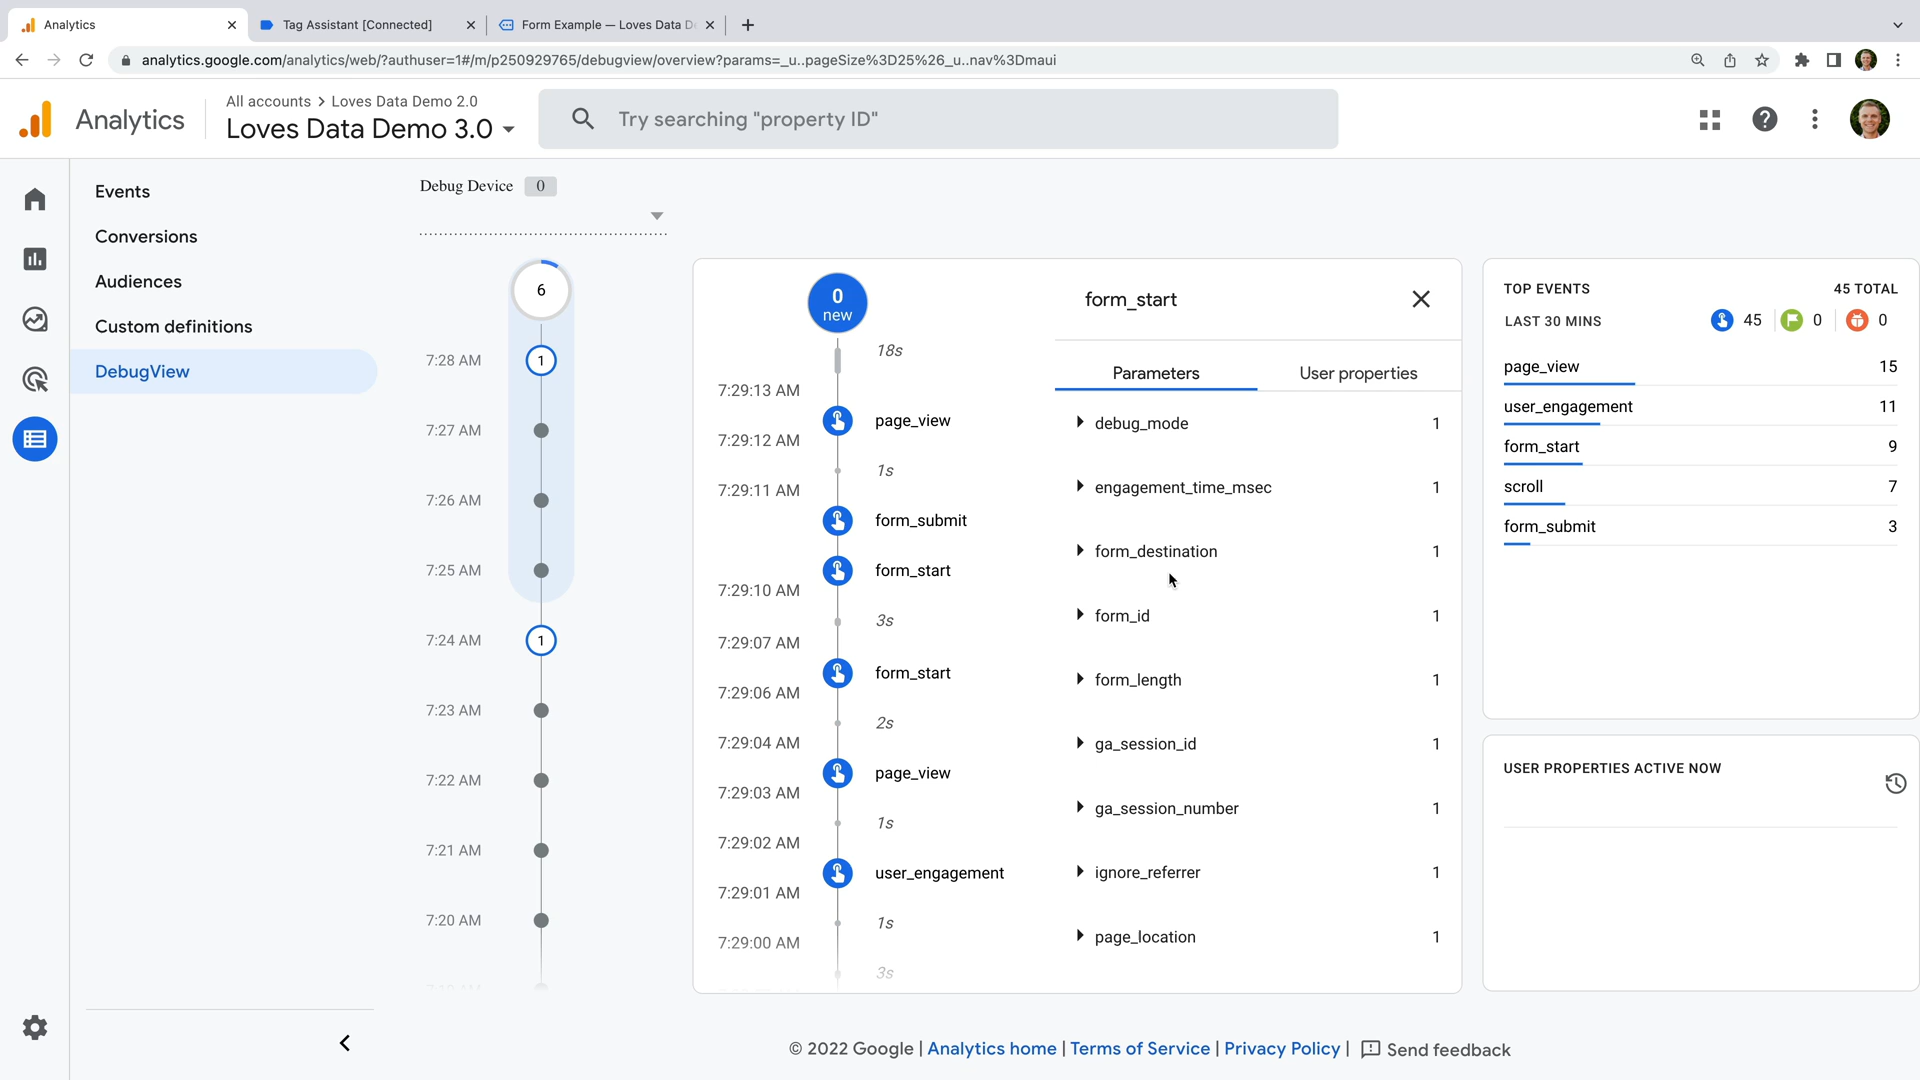 Analytics
Tag Assistant [Connected]
Form Example — Loves Data D
analytics.google.com/analytics/web/?authuser=1#/m/p250929765/debugview/overview?params=_u..pageSize%3D25%26_u..nav%3Dmaui
Analytics
All accounts > Loves Data Demo 2.0
Loves Data Demo 3.0
Try searching "property ID"
Events
Conversions
Audiences
Custom definitions
DebugView
Debug Device 0
6
7:28 AM 1
7:27 AM
7:26 AM
7:25 AM
7:24 AM 1
7:23 AM
7:22 AM
7:21 AM
7:20 AM
0
new
18s
7:29:13 AM
page_view
7:29:12 AM
1s
7:29:11 AM
form_submit
form_start
7:29:10 AM
3s
7:29:07 AM
form_start
7:29:06 AM
2s
7:29:04 AM
page_view
7:29:03 AM
1s
7:29:02 AM
user_engagement
7:29:01 AM
1s
7:29:00 AM
3s
form_start
Parameters
User properties
debug_mode 1
engagement_time_msec 1
form_destination 1
form_id 1
form_length 1
ga_session_id 1
ga_session_number 1
ignore_referrer 1
page_location 1
TOP EVENTS 45 TOTAL
LAST 30 MINS 45 0 0
page_view 15
user_engagement 11
form_start 9
scroll 7
form_submit 3
USER PROPERTIES ACTIVE NOW
© 2022 Google | Analytics home | Terms of Service | Privacy Policy | Send feedback